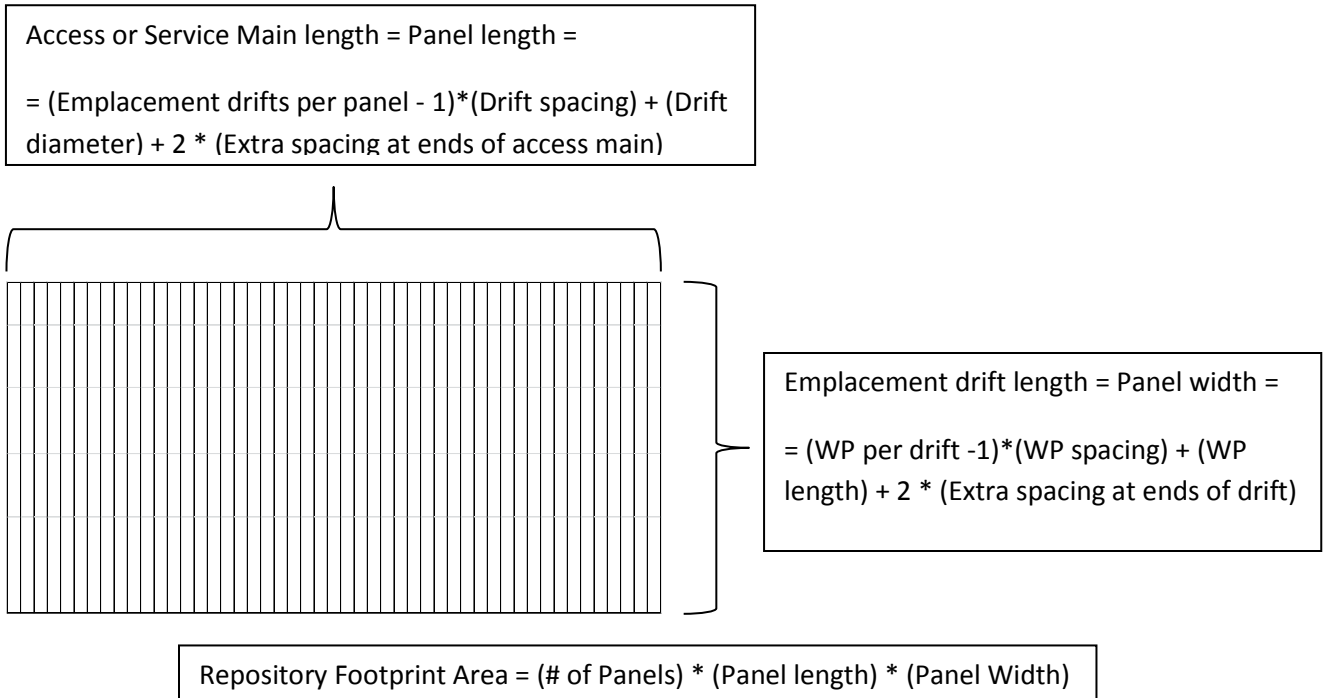 Access or Service Main length = Panel length =
= (Emplacement drifts per panel - 1)*(Drift spacing) + (Drift
diameter) + 2 * (Extra spacing at ends of access main)
Emplacement drift length = Panel width =
= (WP per drift -1)*(WP spacing) + (WP
length) + 2 * (Extra spacing at ends of drift)
Repository Footprint Area = (# of Panels) * (Panel length) * (Panel Width)